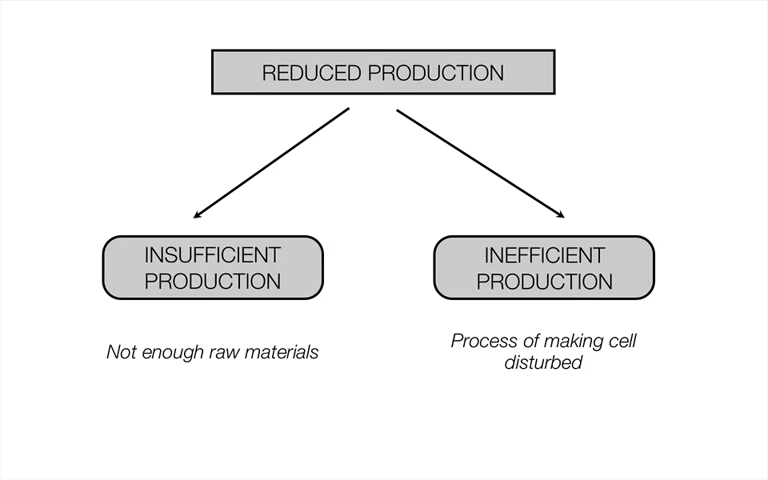 REDUCED PRODUCTION
INSUFFICIENT
PRODUCTION
Not enough raw materials
INEFFICIENT
PRODUCTION
Process of making cell
disturbed